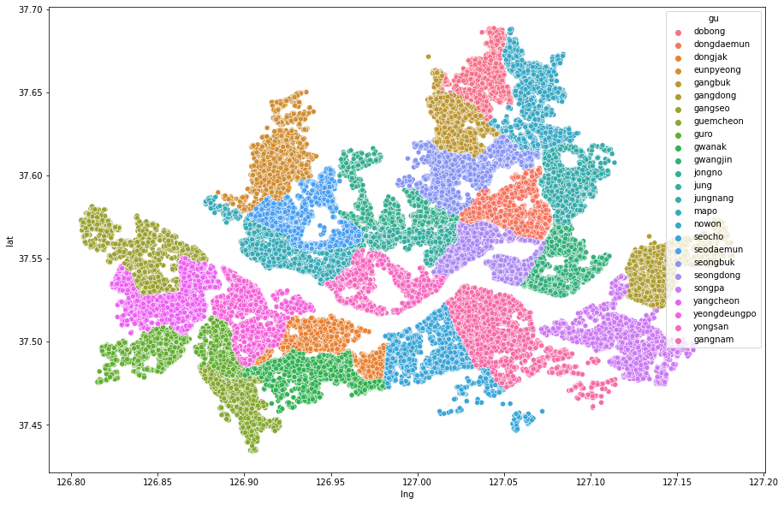 37.70
37.65
37.60
37.55
37.50
37.45
lat
126.80 126.85 126.90 126.95 127.00 127.05 127.10 127.15 127.20
lng
gu
dobong
dongdaemun
dongjak
eunpyeong
gangbuk
gangdong
gangseo
guemcheon
guro
gwanak
gwangjin
jongno
jung
jungnang
mapo
nowon
seocho
seodaemun
seongbuk
seongdong
songpa
yangcheon
yeongdeungpo
yongsan
gangnam